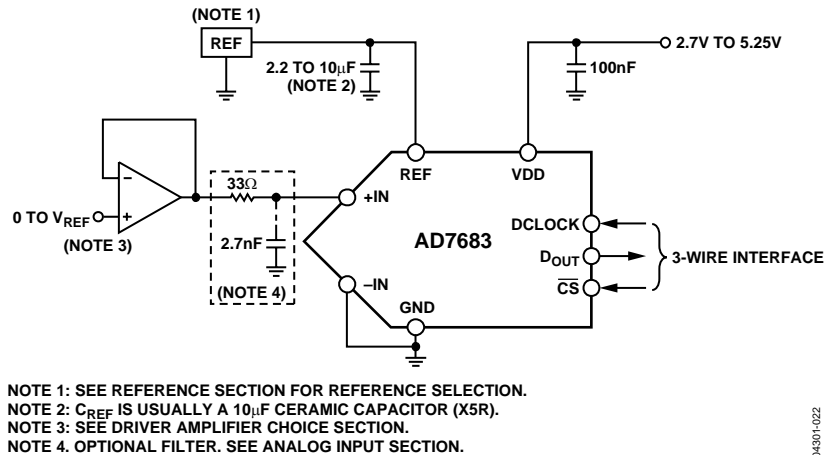 (NOTE 1)
REF
2.2 TO 10μF
(NOTE 2)
100nF
2.7V TO 5.25V
REF
VDD
33Ω
+IN
−
+
0 TO VREF
(NOTE 3)
2.7nF
(NOTE 4)
AD7683
DCLOCK
DOUT
CS
3-WIRE INTERFACE
–IN
GND
NOTE 1: SEE REFERENCE SECTION FOR REFERENCE SELECTION.
NOTE 2: CREF IS USUALLY A 10μF CERAMIC CAPACITOR (X5R).
NOTE 3: SEE DRIVER AMPLIFIER CHOICE SECTION.
NOTE 4. OPTIONAL FILTER. SEE ANALOG INPUT SECTION.
04301-022